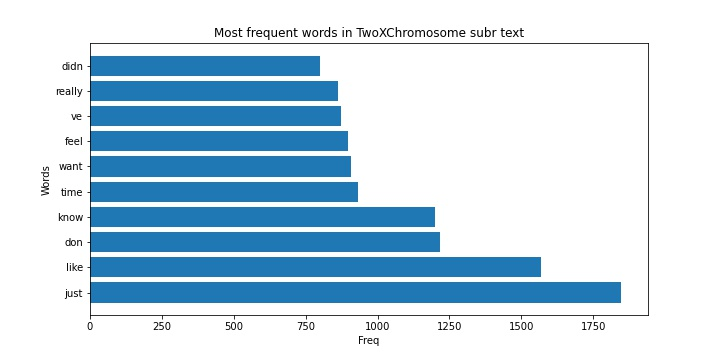 Most frequent words in TwoXChromosome subr text
Words
didn
really
ve
feel
want
time
know
don
like
just
0 250 500 750 1000 1250 1500 1750
Freq